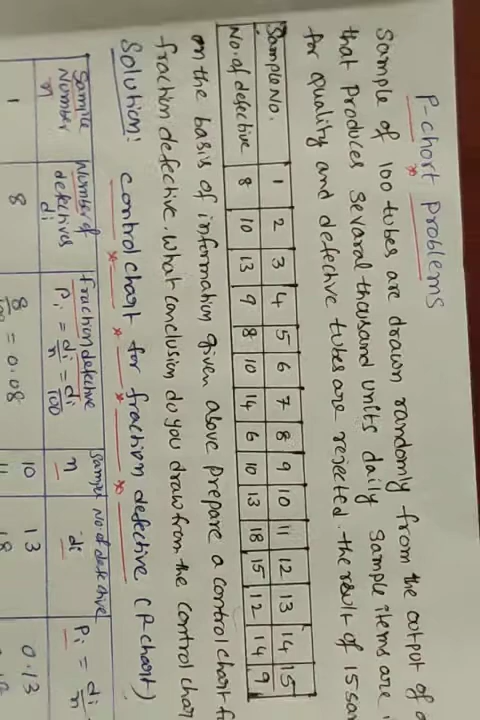 P-chart problems
Sample of 100 tubes are drawn randomly from the output of
that produces Sevaral thausand units daily Sample items are
for quality and defective tubes are rejected. the result of 15 sam
Sample No. 1 2 3 4 5 6 7 8 9 10 11 12 13 14 15
No. of defective 8 10 13 9 8 10 14 6 10 13 18 15 12 14 9
on the basis of information given above prepare a control chart f
fraction defective. What conclusion do you draw from the control char
Solution: control chart for fraction defective (P-chart)
Sample Number n Number of defectives di fraction defective Pi = di/n = di/100 Sample n No. of defective di Pi = di/n
1 8 8/100 = 0.08 10 13 0.13
11 18